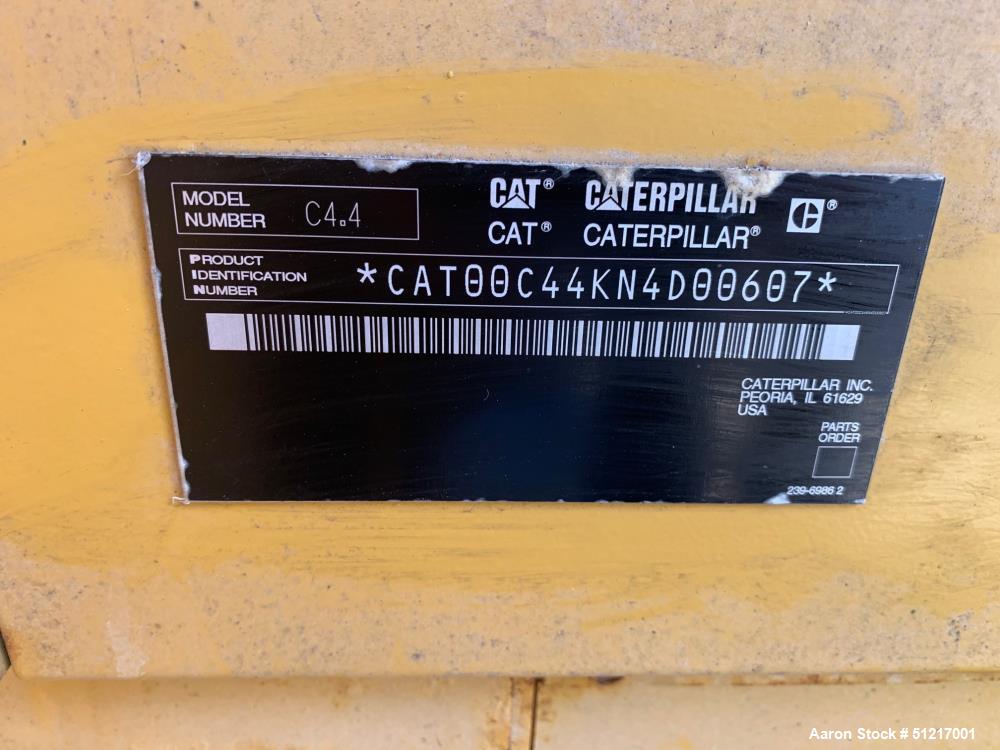 MODEL
NUMBER C4.4
CAT® CATERPILLAR C®
CAT® CATERPILLAR®
PRODUCT
IDENTIFICATION
NUMBER
*CAT00C44KN4D00607*
CATERPILLAR INC.
PEORIA, IL 61629
USA
PARTS
ORDER
239-6986 2
Aaron Stock # 51217001